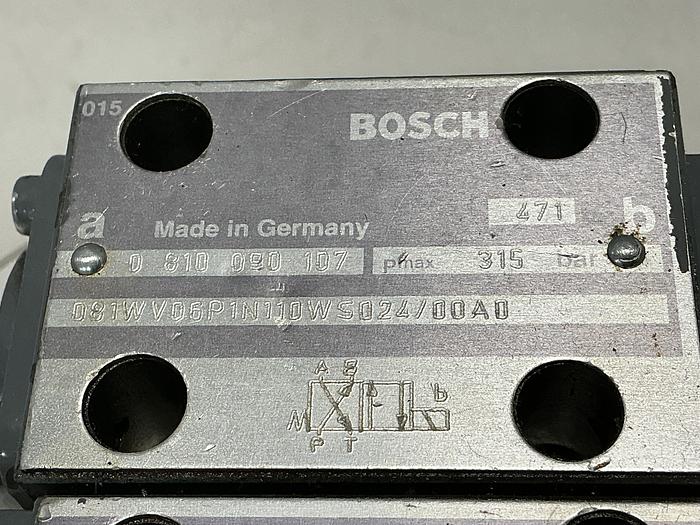 015
BOSCH
471
a Made in Germany b
0 810 090 107 pmax 315 bar
081WV06P1N110WS024/00A0
A B
b
P T